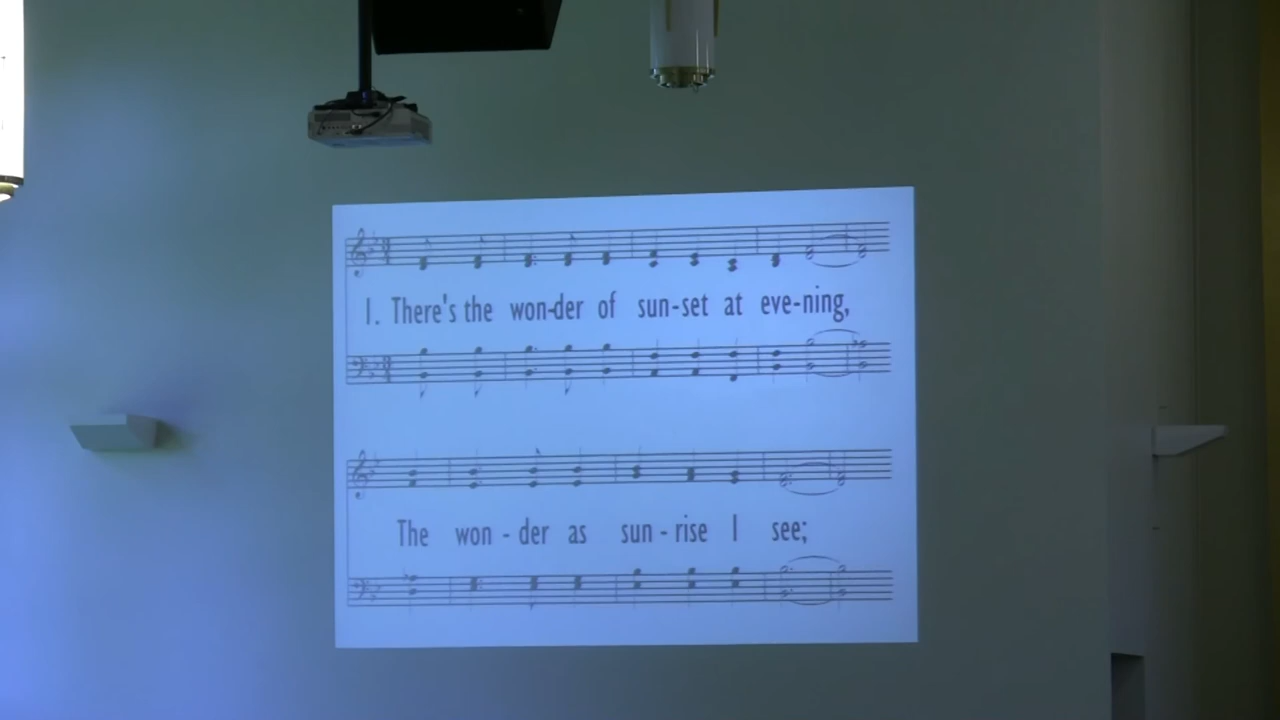 1. There's the won-der of sun-set at eve-ning,
The won - der as sun - rise I see;